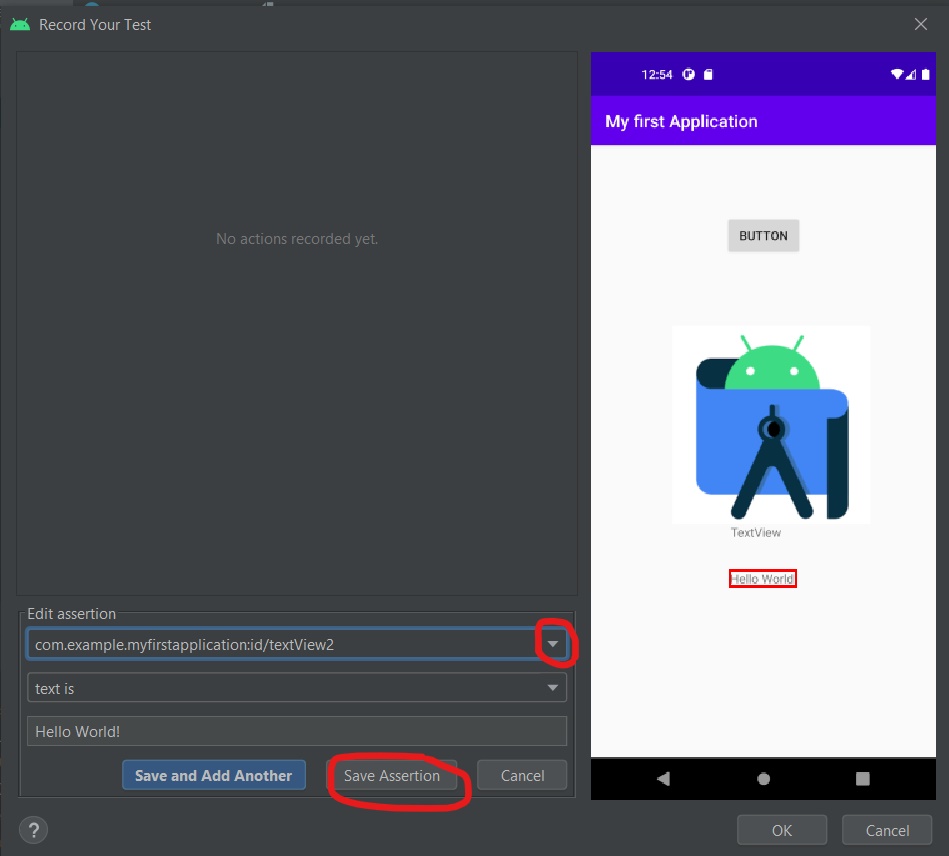 Record Your Test
No actions recorded yet.
Edit assertion
com.example.myfirstapplication:id/textView2
text is
Hello World!
Save and Add Another
Save Assertion
Cancel
?
12:54
My first Application
BUTTON
TextView
Hello World!
OK
Cancel